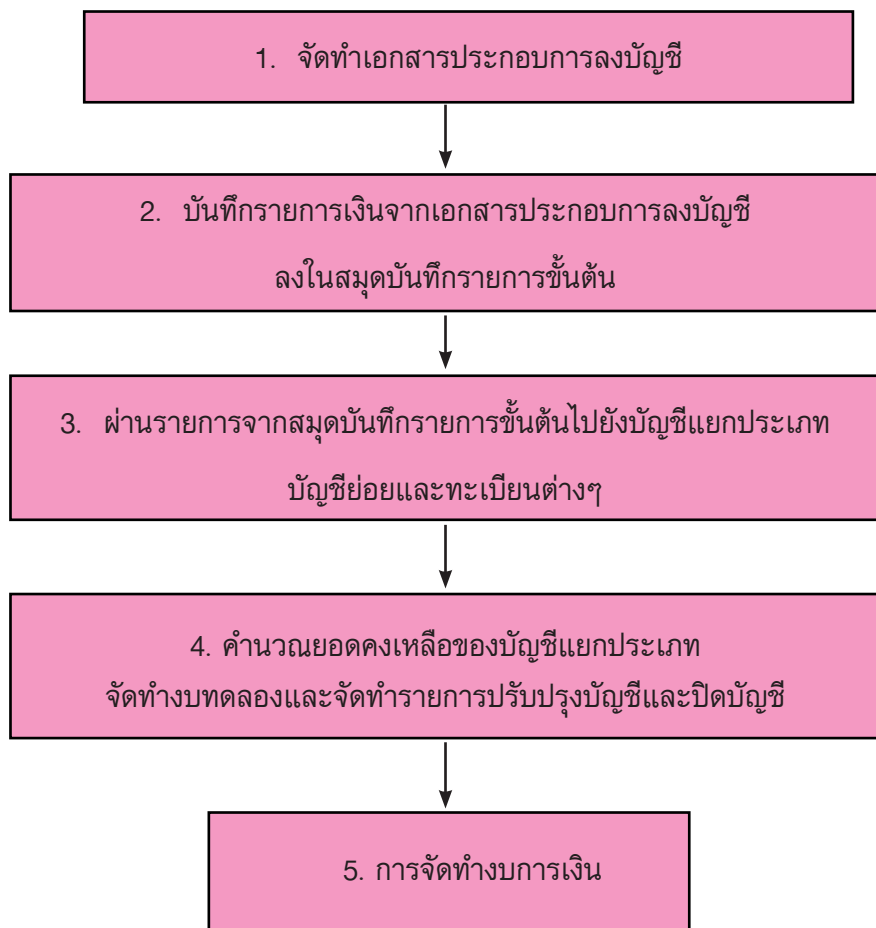 1. จัดทำเอกสารประกอบการลงบัญชี
2. บันทึกรายการเงินจากเอกสารประกอบการลงบัญชี
ลงในสมุดบันทึกรายการขั้นต้น
3. ผ่านรายการจากสมุดบันทึกรายการขั้นต้นไปยังบัญชีแยกประเภท
บัญชีย่อยและทะเบียนต่างๆ
4. คำนวณยอดคงเหลือของบัญชีแยกประเภท
จัดทำงบทดลองและจัดทำรายการปรับปรุงบัญชีและปิดบัญชี
5. การจัดทำงบการเงิน